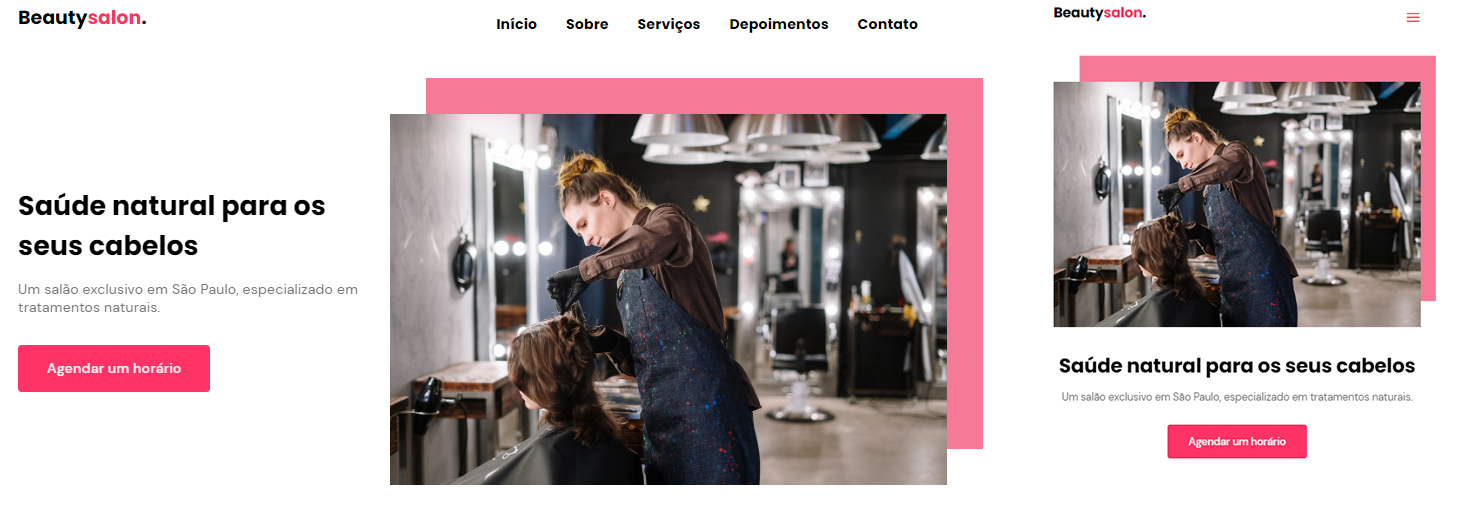 Beautysalon.
Início Sobre Serviços Depoimentos Contato
Saúde natural para os
seus cabelos
Um salão exclusivo em São Paulo, especializado em
tratamentos naturais.
Agendar um horário
Beautysalon.
Saúde natural para os seus cabelos
Um salão exclusivo em São Paulo, especializado em tratamentos naturais.
Agendar um horário